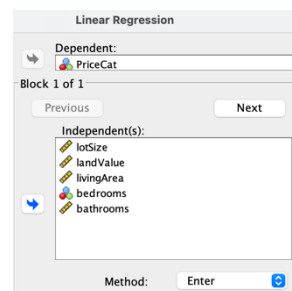 Linear Regression
Dependent:
PriceCat
Block 1 of 1
Previous Next
Independent(s):
lotSize
landValue
livingArea
bedrooms
bathrooms
Method: Enter